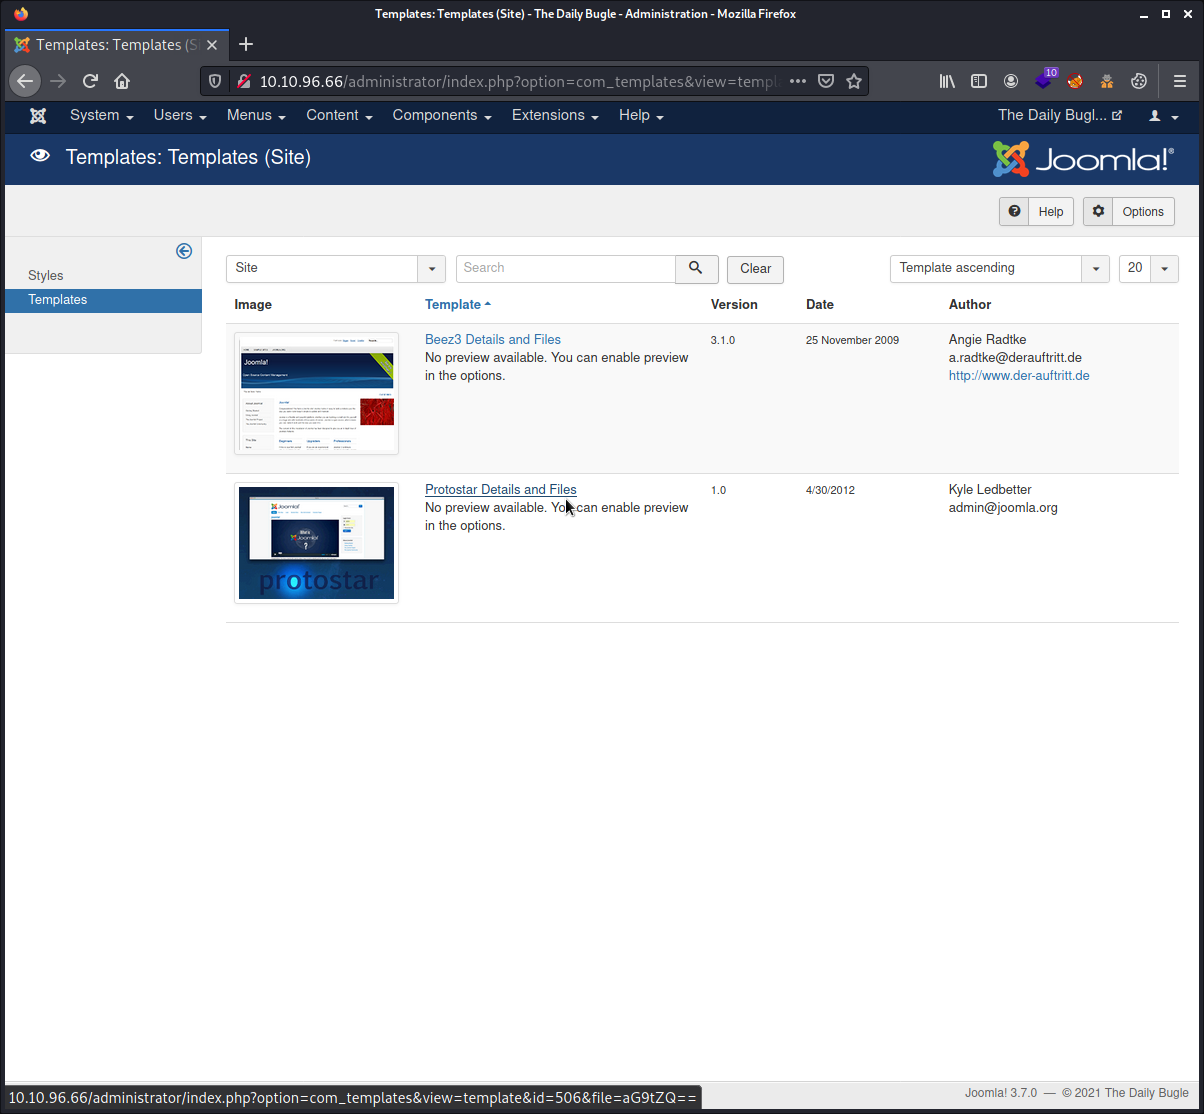 Templates: Templates (Site) - The Daily Bugle - Administration - Mozilla Firefox
Templates: Templates (S
10.10.96.66/administrator/index.php?option=com_templates&view=templ
10
System Users Menus Content Components Extensions Help The Daily Bugl...
Templates: Templates (Site)
Joomla!®
Help Options
Styles
Templates
Site Search Clear Template ascending 20
Image Template Version Date Author
Beez3 Details and Files 3.1.0 25 November 2009 Angie Radtke
No preview available. You can enable preview a.radtke@derauftritt.de
in the options. http://www.der-auftritt.de
Joomla!
Protostar Details and Files 1.0 4/30/2012 Kyle Ledbetter
No preview available. You can enable preview admin@joomla.org
in the options.
Joomla!
protostar
10.10.96.66/administrator/index.php?option=com_templates&view=template&id=506&file=aG9tZQ==
Joomla! 3.7.0 — © 2021 The Daily Bugle